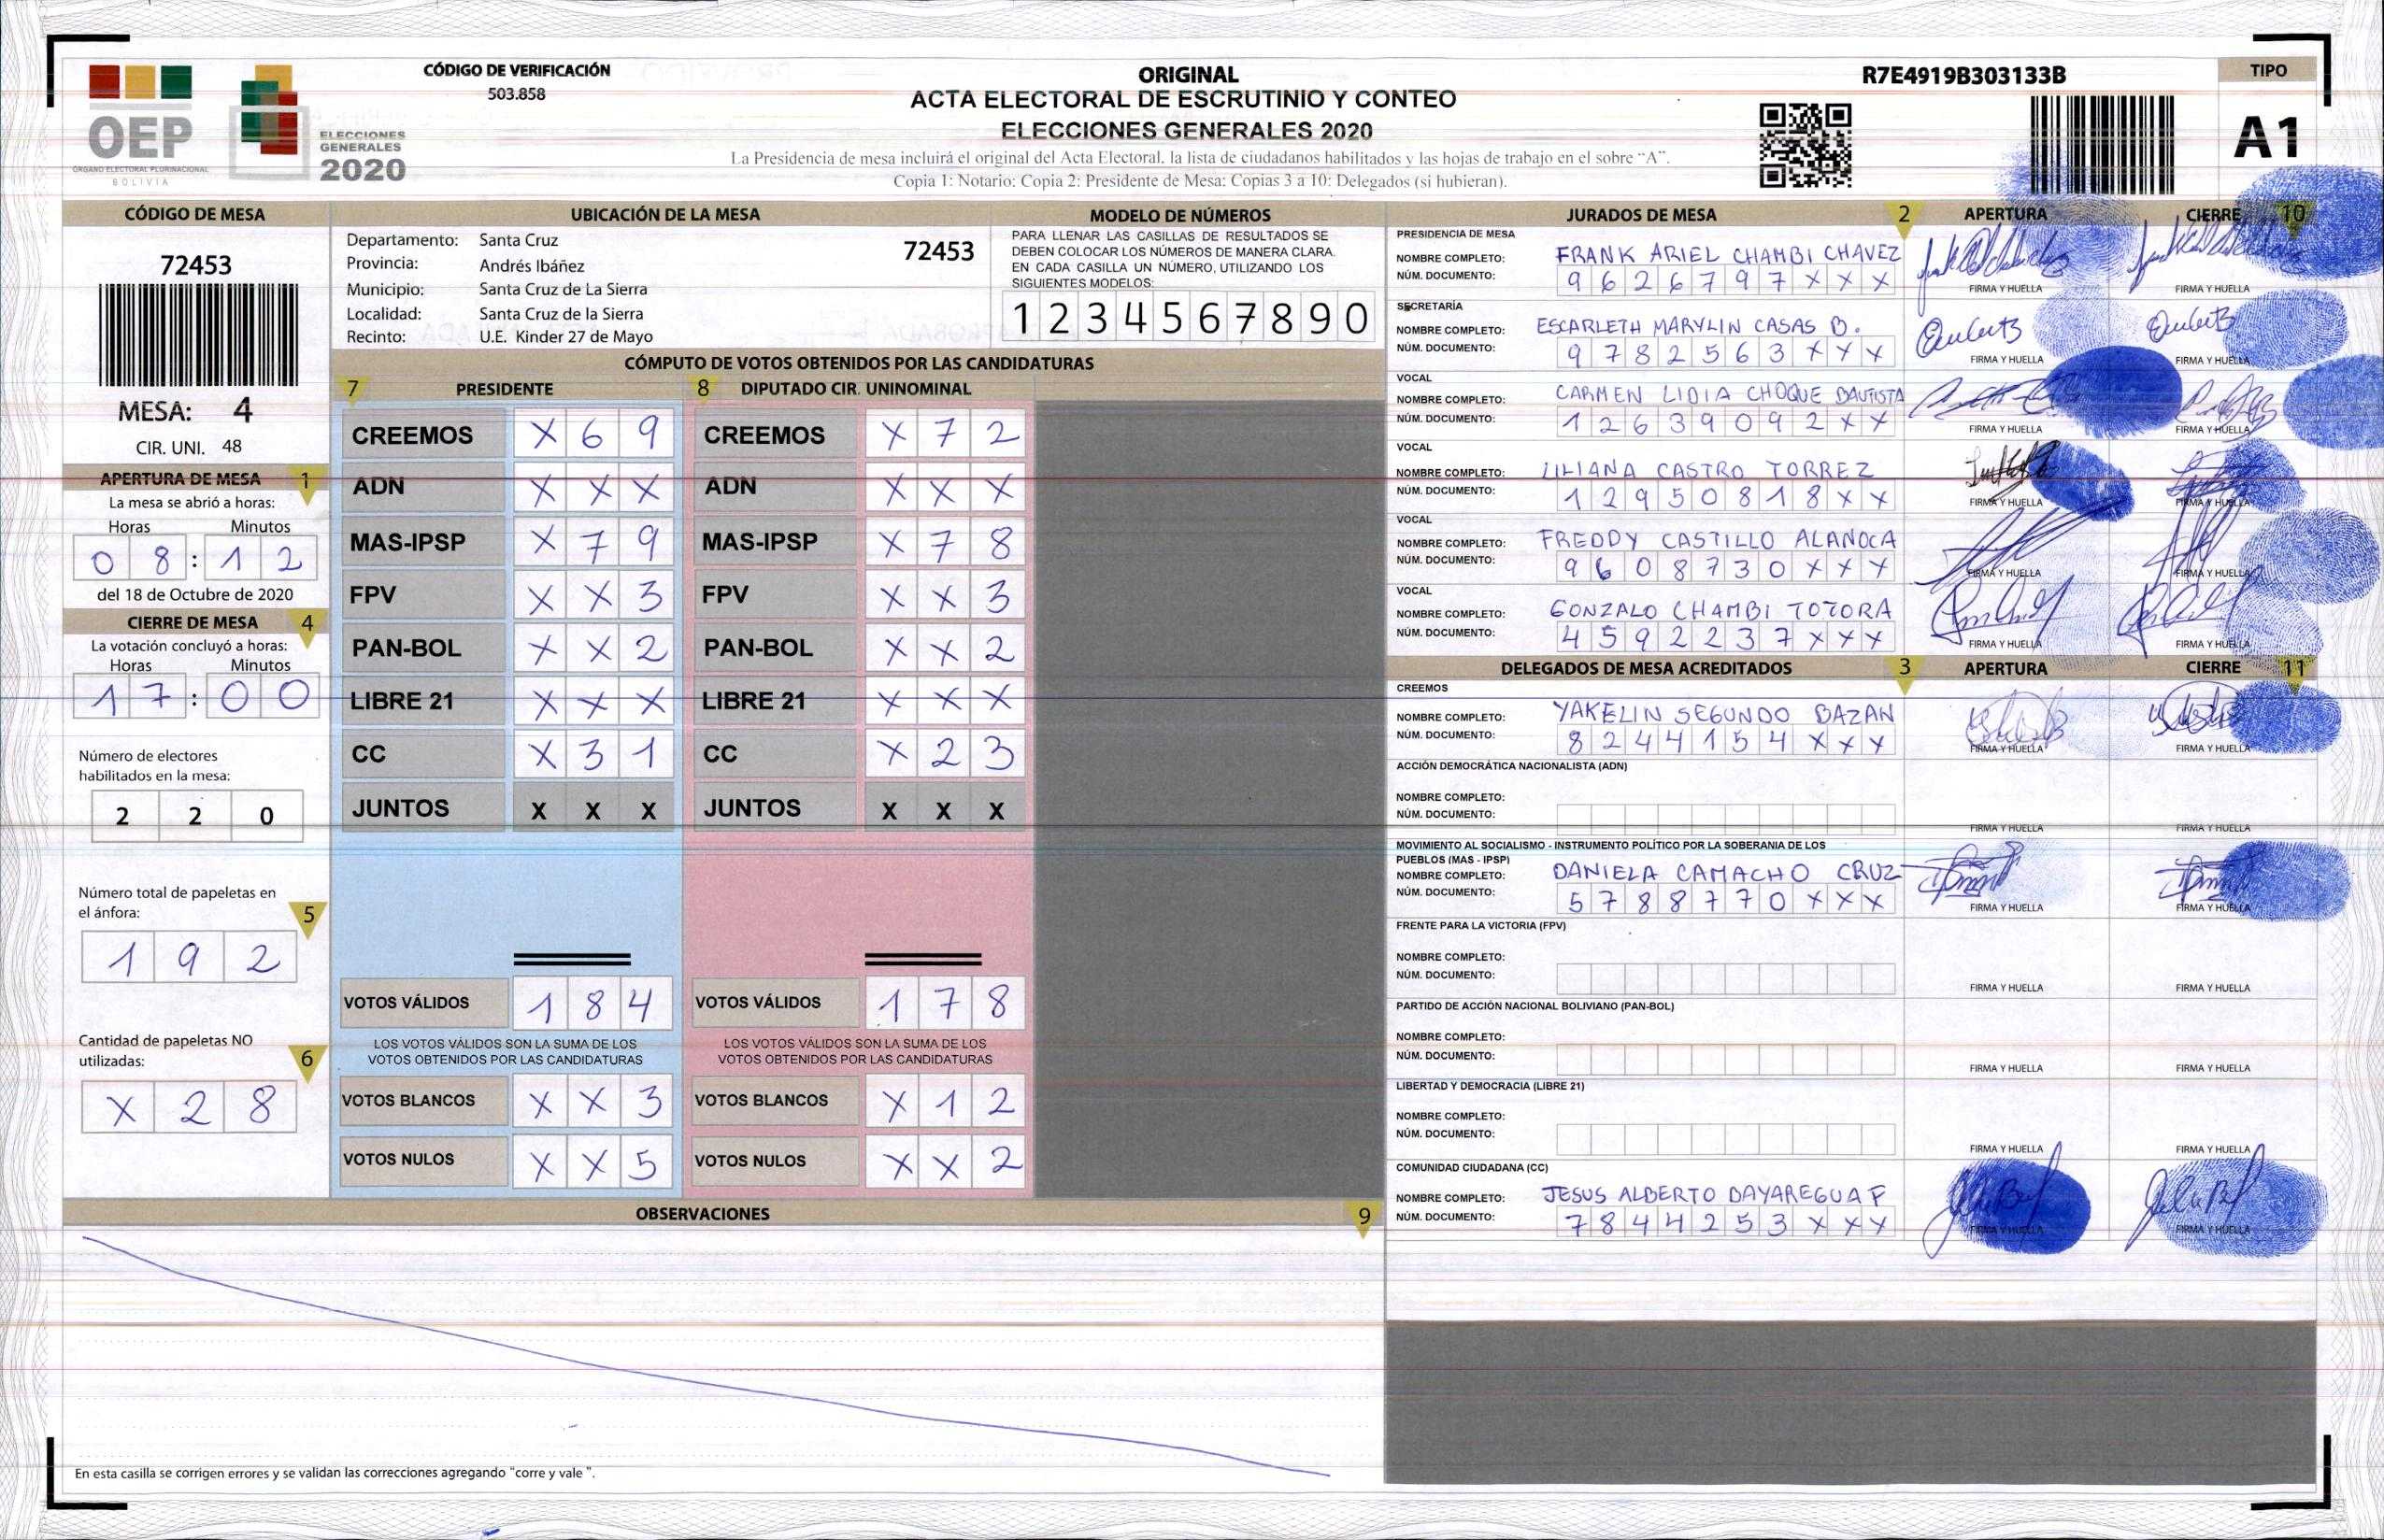 OEP
ÓRGANO ELECTORAL PLURINACIONAL
BOLIVIA
ELECCIONES
GENERALES
2020
CÓDIGO DE VERIFICACIÓN
503.858
ORIGINAL
ACTA ELECTORAL DE ESCRUTINIO Y CONTEO
ELECCIONES GENERALES 2020
La Presidencia de mesa incluirá el original del Acta Electoral, la lista de ciudadanos habilitados y las hojas de trabajo en el sobre “A”.
Copia 1: Notario; Copia 2: Presidente de Mesa; Copias 3 a 10: Delegados (si hubieran).
R7E4919B303133B
TIPO
A1
CÓDIGO DE MESA
72453
MESA: 4
CIR. UNI. 48
APERTURA DE MESA 1
La mesa se abrió a horas:
Horas Minutos
0 8 : 1 2
del 18 de Octubre de 2020
CIERRE DE MESA 4
La votación concluyó a horas:
Horas Minutos
1 7 : 0 0
Número de electores
habilitados en la mesa:
2 2 0
Número total de papeletas en
el ánfora: 5
1 9 2
Cantidad de papeletas NO
utilizadas: 6
X 2 8
UBICACIÓN DE LA MESA
Departamento: Santa Cruz 72453
Provincia: Andrés Ibáñez
Municipio: Santa Cruz de La Sierra
Localidad: Santa Cruz de la Sierra
Recinto: U.E. Kinder 27 de Mayo
MODELO DE NÚMEROS
PARA LLENAR LAS CASILLAS DE RESULTADOS SE
DEBEN COLOCAR LOS NÚMEROS DE MANERA CLARA.
EN CADA CASILLA UN NÚMERO, UTILIZANDO LOS
SIGUIENTES MODELOS:
1 2 3 4 5 6 7 8 9 0
CÓMPUTO DE VOTOS OBTENIDOS POR LAS CANDIDATURAS
7 PRESIDENTE 8 DIPUTADO CIR. UNINOMINAL
CREEMOS X 6 9 CREEMOS X 7 2
ADN X X X ADN X X X
MAS-IPSP X 7 9 MAS-IPSP X 7 8
FPV X X 3 FPV X X 3
PAN-BOL X X 2 PAN-BOL X X 2
LIBRE 21 X X X LIBRE 21 X X X
CC X 3 1 CC X 2 3
JUNTOS X X X JUNTOS X X X
VOTOS VÁLIDOS 1 8 4 VOTOS VÁLIDOS 1 7 8
LOS VOTOS VÁLIDOS SON LA SUMA DE LOS LOS VOTOS VÁLIDOS SON LA SUMA DE LOS
VOTOS OBTENIDOS POR LAS CANDIDATURAS VOTOS OBTENIDOS POR LAS CANDIDATURAS
VOTOS BLANCOS X X 3 VOTOS BLANCOS X 1 2
VOTOS NULOS X X 5 VOTOS NULOS X X 2
OBSERVACIONES 9
En esta casilla se corrigen errores y se validan las correcciones agregando "corre y vale ".
JURADOS DE MESA 2 APERTURA CIERRE 10
PRESIDENCIA DE MESA
NOMBRE COMPLETO: FRANK ARIEL CHAMBI CHAVEZ
NÚM. DOCUMENTO: 9 6 2 6 7 9 7 X X X
FIRMA Y HUELLA FIRMA Y HUELLA
SECRETARÍA
NOMBRE COMPLETO: ESCARLETH MARYLIN CASAS B.
NÚM. DOCUMENTO: 9 7 8 2 5 6 3 X X X
FIRMA Y HUELLA FIRMA Y HUELLA
VOCAL
NOMBRE COMPLETO: CARMEN LIDIA CHOQUE BAUTISTA
NÚM. DOCUMENTO: 1 2 6 3 9 0 9 2 X X
FIRMA Y HUELLA FIRMA Y HUELLA
VOCAL
NOMBRE COMPLETO: LILIANA CASTRO TORREZ
NÚM. DOCUMENTO: 1 2 9 5 0 8 1 8 X X
FIRMA Y HUELLA FIRMA Y HUELLA
VOCAL
NOMBRE COMPLETO: FREDDY CASTILLO ALANOCA
NÚM. DOCUMENTO: 9 6 0 8 7 3 0 X X X
FIRMA Y HUELLA FIRMA Y HUELLA
VOCAL
NOMBRE COMPLETO: GONZALO CHAMBI TOTORA
NÚM. DOCUMENTO: 4 5 9 2 2 3 7 X X X
FIRMA Y HUELLA FIRMA Y HUELLA
DELEGADOS DE MESA ACREDITADOS 3 APERTURA CIERRE 11
CREEMOS
NOMBRE COMPLETO: YAKELIN SEGUNDO BAZAN
NÚM. DOCUMENTO: 8 2 4 4 1 5 4 X X X
FIRMA Y HUELLA FIRMA Y HUELLA
ACCIÓN DEMOCRÁTICA NACIONALISTA (ADN)
NOMBRE COMPLETO:
NÚM. DOCUMENTO:
FIRMA Y HUELLA FIRMA Y HUELLA
MOVIMIENTO AL SOCIALISMO - INSTRUMENTO POLÍTICO POR LA SOBERANIA DE LOS
PUEBLOS (MAS - IPSP)
NOMBRE COMPLETO: DANIELA CAMACHO CRUZ
NÚM. DOCUMENTO: 5 7 8 8 7 7 0 X X X
FIRMA Y HUELLA FIRMA Y HUELLA
FRENTE PARA LA VICTORIA (FPV)
NOMBRE COMPLETO:
NÚM. DOCUMENTO:
FIRMA Y HUELLA FIRMA Y HUELLA
PARTIDO DE ACCIÓN NACIONAL BOLIVIANO (PAN-BOL)
NOMBRE COMPLETO:
NÚM. DOCUMENTO:
FIRMA Y HUELLA FIRMA Y HUELLA
LIBERTAD Y DEMOCRACIA (LIBRE 21)
NOMBRE COMPLETO:
NÚM. DOCUMENTO:
FIRMA Y HUELLA FIRMA Y HUELLA
COMUNIDAD CIUDADANA (CC)
NOMBRE COMPLETO: JESUS ALBERTO BAYAREGUA F
NÚM. DOCUMENTO: 7 8 4 4 2 5 3 X X X
FIRMA Y HUELLA FIRMA Y HUELLA